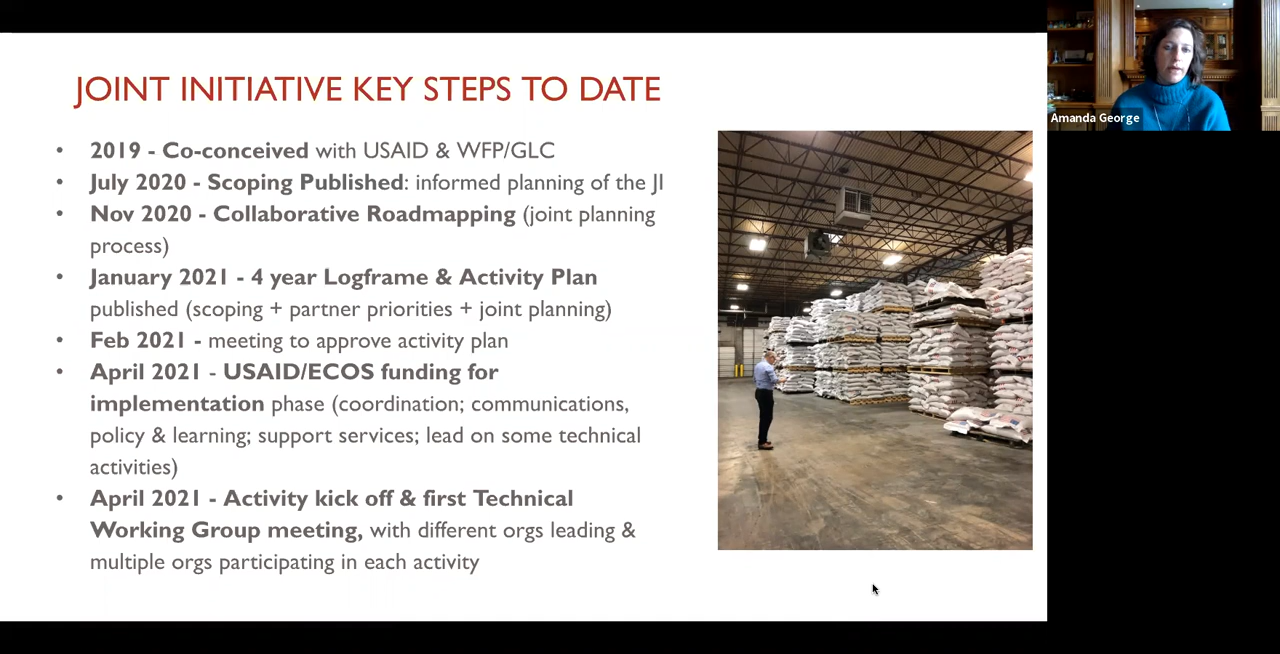 JOINT INITIATIVE KEY STEPS TO DATE
• 2019 - Co-conceived with USAID & WFP/GLC
• July 2020 - Scoping Published: informed planning of the JI
• Nov 2020 - Collaborative Roadmapping (joint planning
process)
• January 2021 - 4 year Logframe & Activity Plan
published (scoping + partner priorities + joint planning)
• Feb 2021 - meeting to approve activity plan
• April 2021 - USAID/ECOS funding for
implementation phase (coordination; communications,
policy & learning; support services; lead on some technical
activities)
• April 2021 - Activity kick off & first Technical
Working Group meeting, with different orgs leading &
multiple orgs participating in each activity
Amanda George